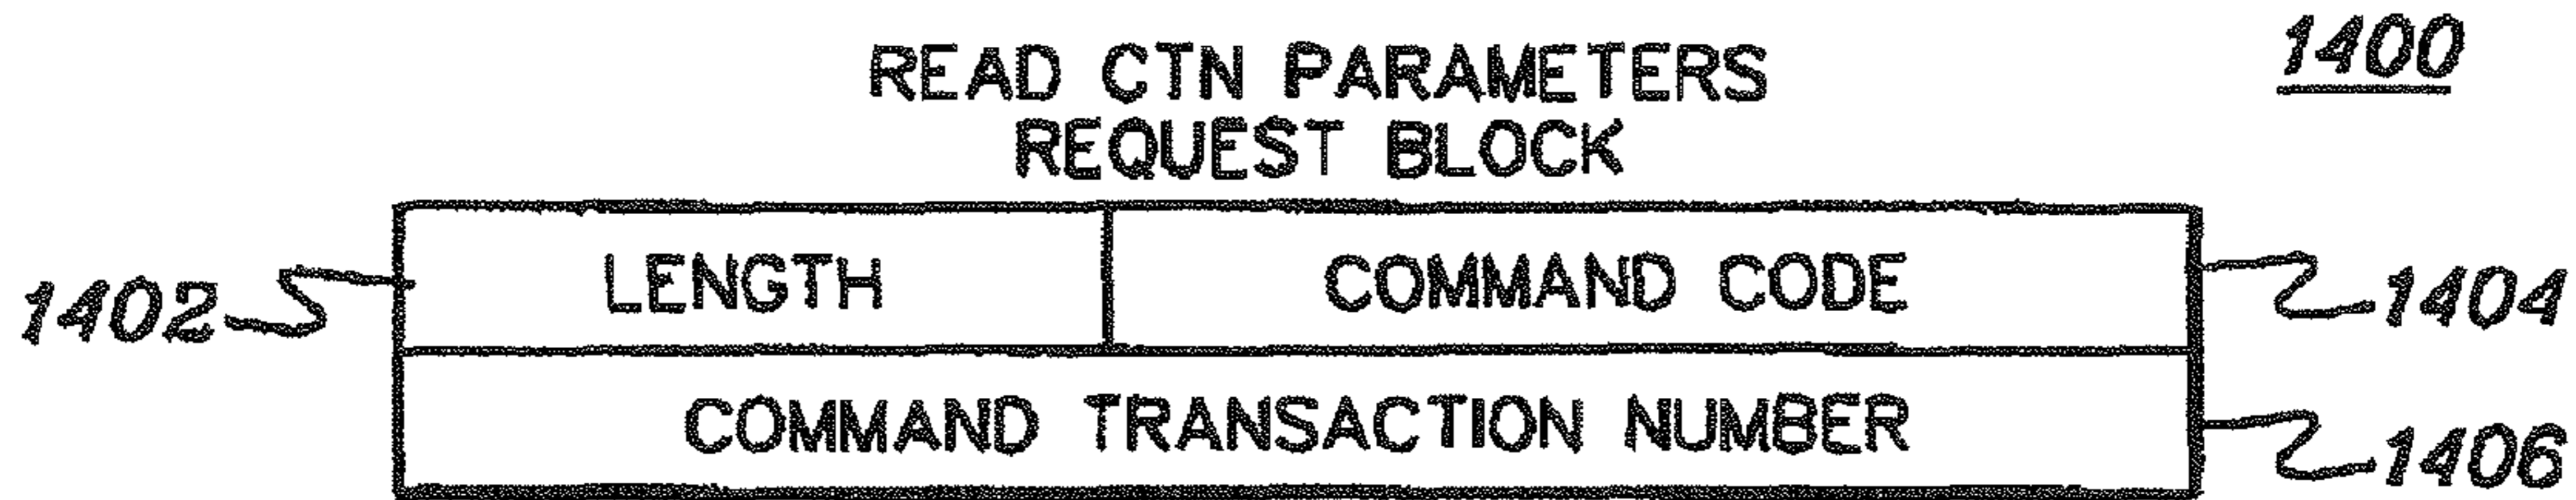 1400
READ CTN PARAMETERS
REQUEST BLOCK
1402 LENGTH COMMAND CODE 1404
COMMAND TRANSACTION NUMBER 1406